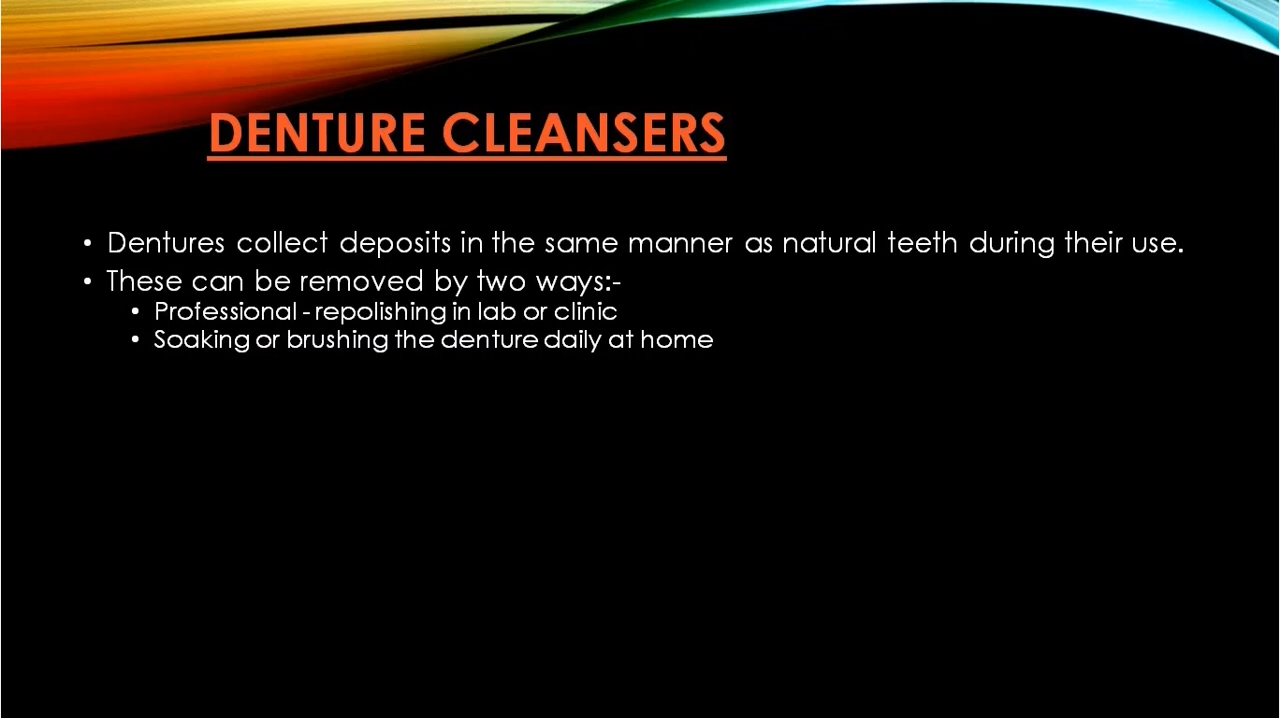 DENTURE CLEANSERS
• Dentures collect deposits in the same manner as natural teeth during their use.
• These can be removed by two ways:-
• Professional - repolishing in lab or clinic
• Soaking or brushing the denture daily at home